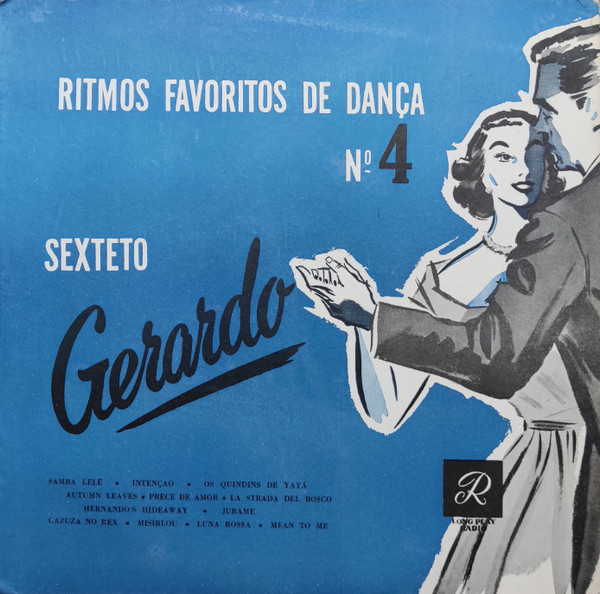 RITMOS FAVORITOS DE DANÇA
Nº 4
SEXTETO
Gerardo
SAMBA LELÊ • INTENÇAO • OS QUINDINS DE YAYÁ
AUTUMN LEAVES • PRECE DE AMOR • LA STRADA DEL BOSCO
HERNANDO'S HIDEAWAY • JURAME
CAZUZA NO REX • MISIRLOU • LUNA ROSSA • MEAN TO ME
R
LONG PLAY
RADIO